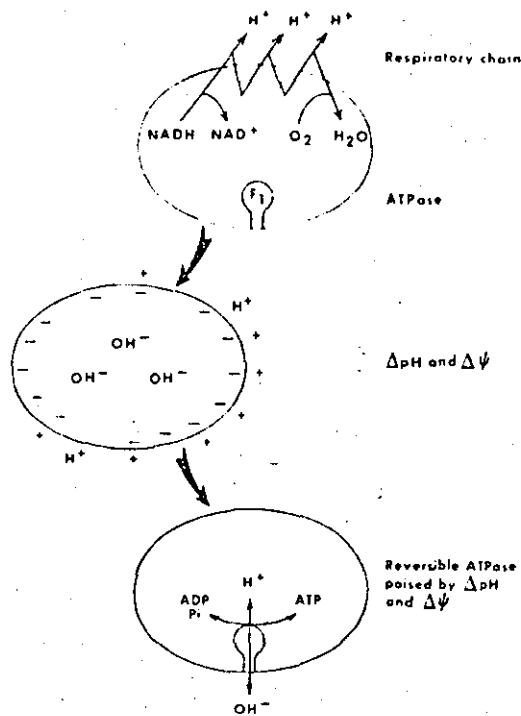 H⁺ H⁺ H⁺
Respiratory chain
NADH NAD⁺ O₂ H₂O
F₁
ATPase
+
H⁺
OH⁻
ΔpH and Δψ
OH⁻ OH⁻
H⁺
Reversible ATPase
poised by ΔpH
and Δψ
H⁺
ADP ATP
Pi
OH⁻